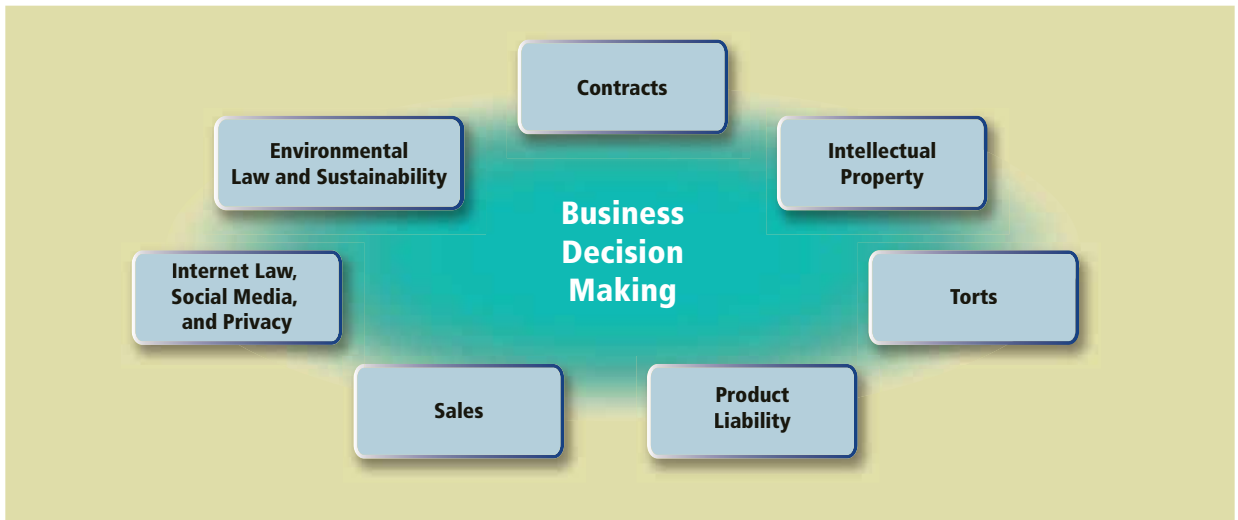 Contracts
Environmental
Law and Sustainability
Intellectual
Property
Business
Decision
Making
Internet Law,
Social Media,
and Privacy
Torts
Sales
Product
Liability